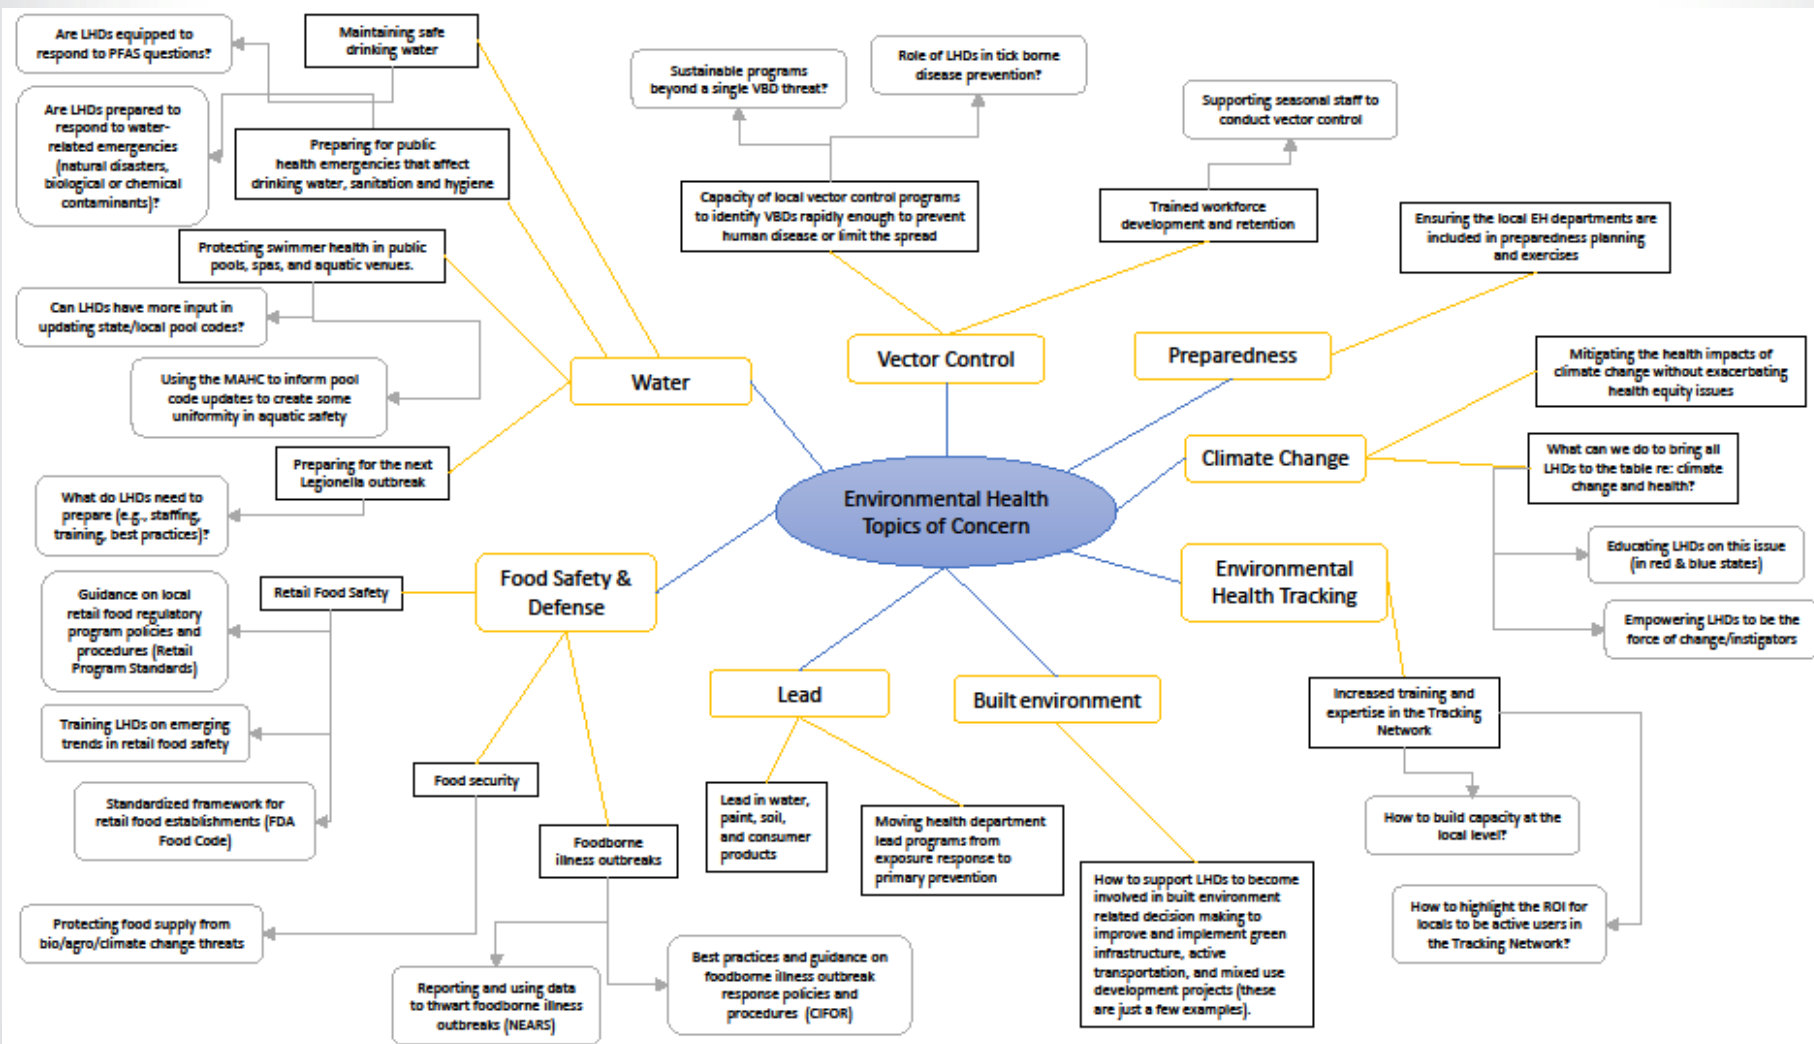 Are LHDs equipped to
respond to PFAS questions?
Maintaining safe
drinking water
Are LHDs prepared to
respond to water-
related emergencies
(natural disasters,
biological or chemical
contaminants)?
Preparing for public
health emergencies that affect
drinking water, sanitation and hygiene
Protecting swimmer health in public
pools, spas, and aquatic venues.
Can LHDs have more input in
updating state/local pool codes?
Using the MAHC to inform pool
code updates to create some
uniformity in aquatic safety
Preparing for the next
Legionella outbreak
What do LHDs need to
prepare (e.g., staffing,
training, best practices)?
Water
Sustainable programs
beyond a single VBD threat?
Role of LHDs in tick borne
disease prevention?
Supporting seasonal staff to
conduct vector control
Capacity of local vector control programs
to identify VBDs rapidly enough to prevent
human disease or limit the spread
Trained workforce
development and retention
Vector Control
Ensuring the local EH departments are
included in preparedness planning
and exercises
Preparedness
Mitigating the health impacts of
climate change without exacerbating
health equity issues
Climate Change
What can we do to bring all
LHDs to the table re: climate
change and health?
Educating LHDs on this issue
(in red & blue states)
Empowering LHDs to be the
force of change/instigators
Environmental Health
Topics of Concern
Environmental
Health Tracking
Increased training and
expertise in the Tracking
Network
How to build capacity at the
local level?
How to highlight the ROI for
locals to be active users in
the Tracking Network?
Food Safety &
Defense
Retail Food Safety
Guidance on local
retail food regulatory
program policies and
procedures (Retail
Program Standards)
Training LHDs on emerging
trends in retail food safety
Standardized framework for
retail food establishments (FDA
Food Code)
Food security
Protecting food supply from
bio/agro/climate change threats
Foodborne
illness outbreaks
Reporting and using data
to thwart foodborne illness
outbreaks (NEARS)
Best practices and guidance on
foodborne illness outbreak
response policies and
procedures (CIFOR)
Lead
Lead in water,
paint, soil,
and consumer
products
Moving health department
lead programs from
exposure response to
primary prevention
Built environment
How to support LHDs to become
involved in built environment
related decision making to
improve and implement green
infrastructure, active
transportation, and mixed use
development projects (these
are just a few examples).